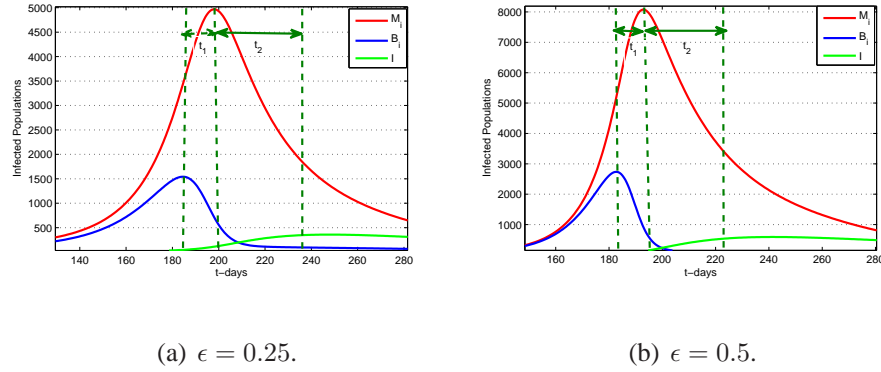 5000
4500
4000
3500
3000
2500
2000
1500
1000
500
Infected Populations
140 160 180 200 220 240 260 280
t−days
t1
t2
Mi
Bi
I
(a) ϵ = 0.25.
8000
7000
6000
5000
4000
3000
2000
1000
Infected Populations
160 180 200 220 240 260 280
t−days
t1
t2
Mi
Bi
I
(b) ϵ = 0.5.